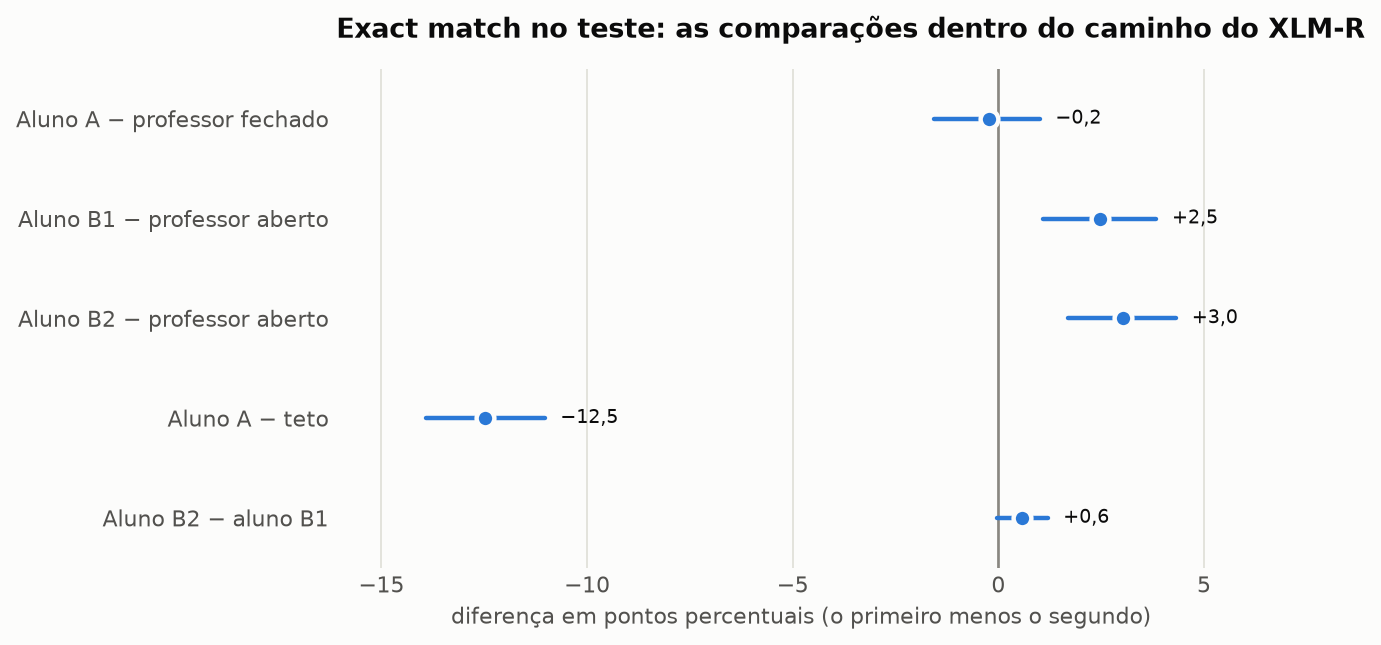 Exact match no teste: as comparações dentro do caminho do XLM-R
Aluno A − professor fechado
−0,2
Aluno B1 − professor aberto
+2,5
Aluno B2 − professor aberto
+3,0
Aluno A − teto
−12,5
Aluno B2 − aluno B1
+0,6
−15 −10 −5 0 5
diferença em pontos percentuais (o primeiro menos o segundo)